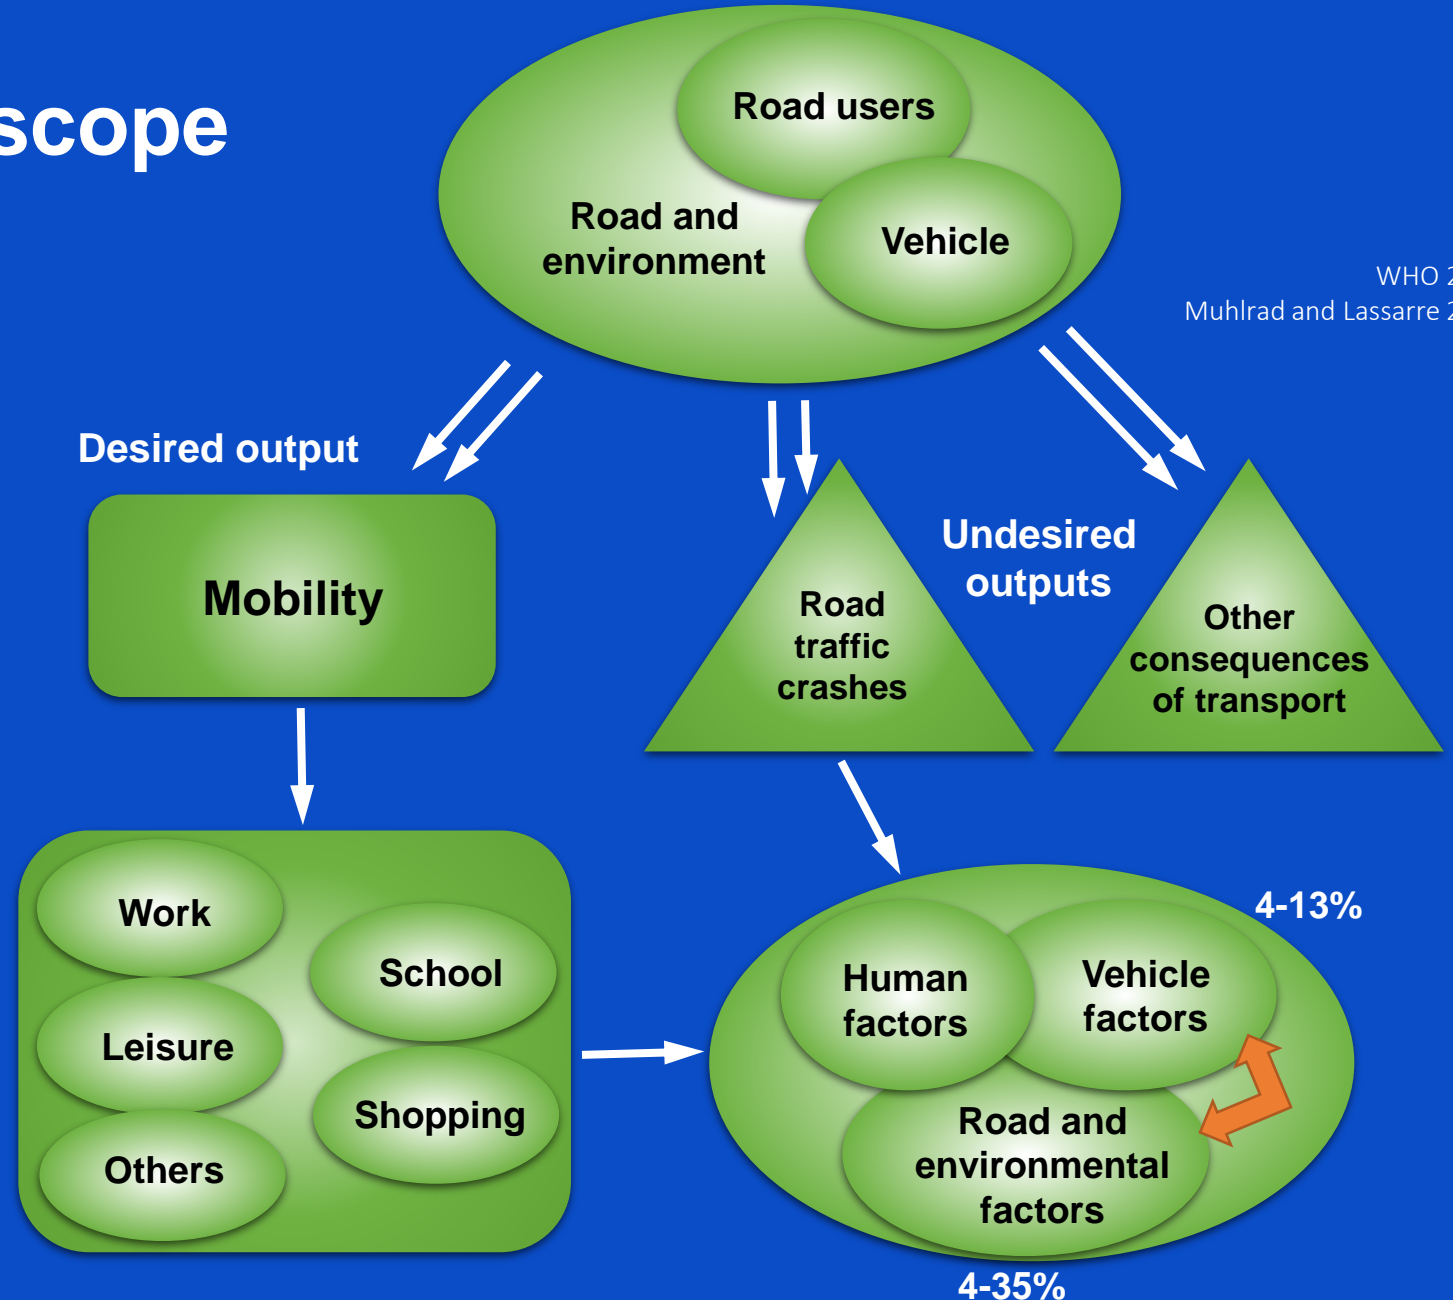 scope
Road users
Road and
environment
Vehicle
WHO 2
Muhlrad and Lassarre 2
Desired output
Mobility
Undesired
outputs
Road
traffic
crashes
Other
consequences
of transport
Work
School
Leisure
Shopping
Others
4-13%
Human
factors
Vehicle
factors
Road and
environmental
factors
4-35%